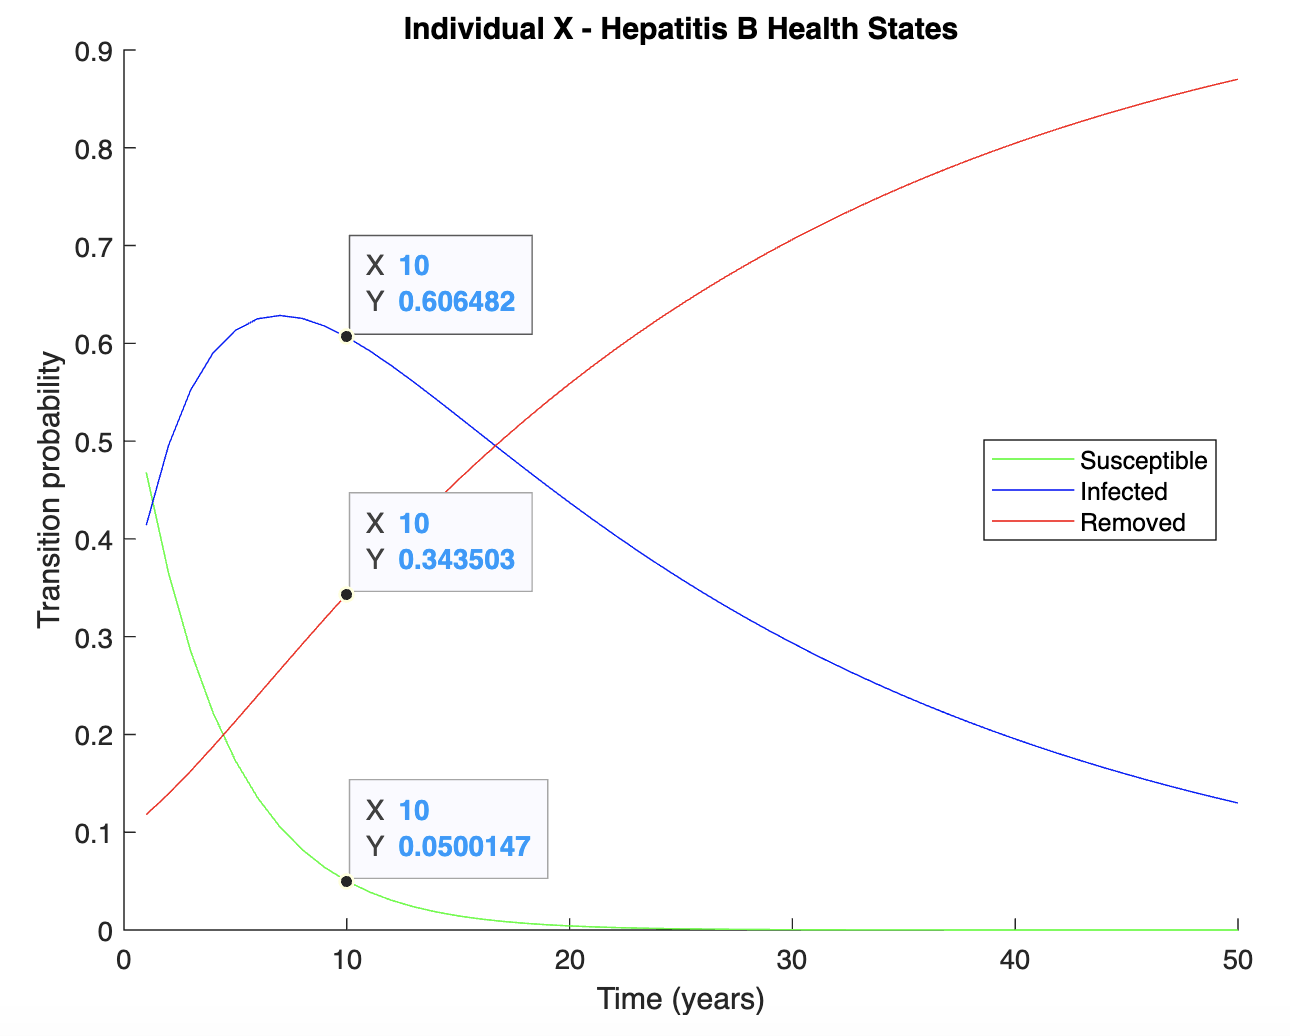 Individual X - Hepatitis B Health States
0.9
0.8
0.7
0.6
0.5
0.4
0.3
0.2
0.1
0
Transition probability
X 10
Y 0.606482
X 10
Y 0.343503
X 10
Y 0.0500147
Susceptible
Infected
Removed
0 10 20 30 40 50
Time (years)